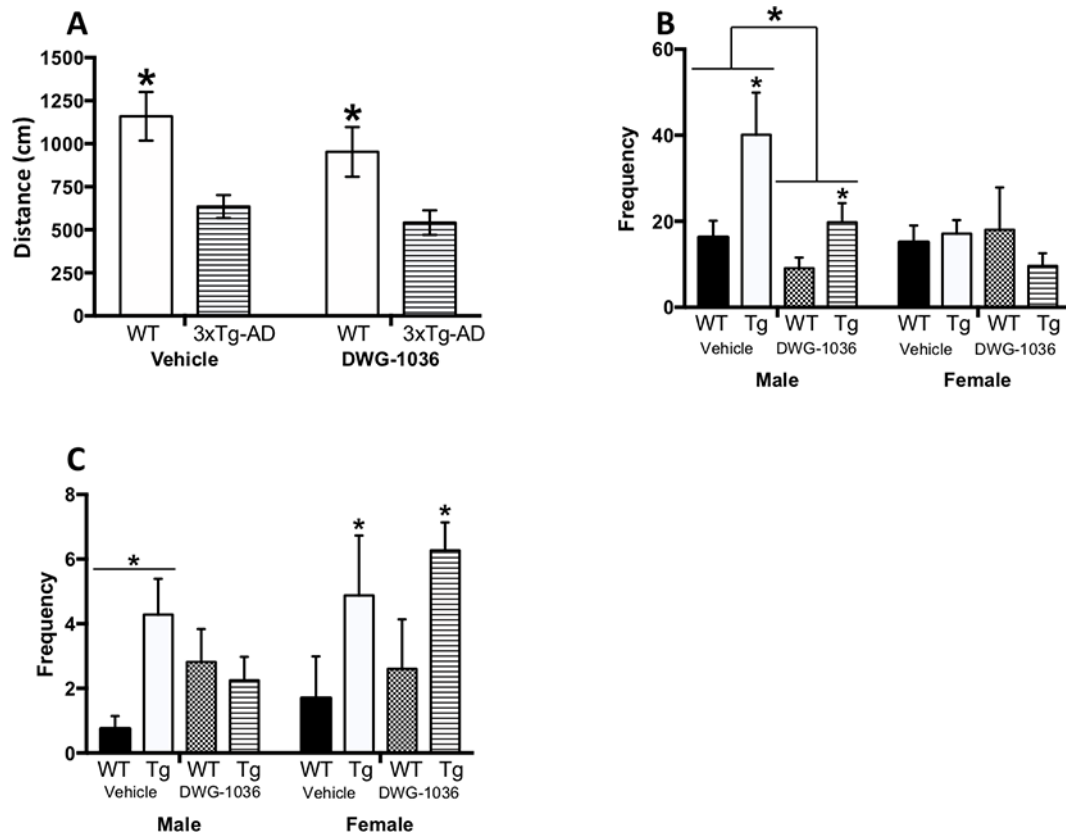 A
Distance (cm)
1500
1250
1000
750
500
250
0
*
*
WT 3xTg-AD WT 3xTg-AD
Vehicle DWG-1036
B
Frequency
60
40
20
0
*
*
*
WT Tg WT Tg WT Tg WT Tg
Vehicle DWG-1036 Vehicle DWG-1036
Male Female
C
Frequency
8
6
4
2
0
*
*
*
WT Tg WT Tg WT Tg WT Tg
Vehicle DWG-1036 Vehicle DWG-1036
Male Female